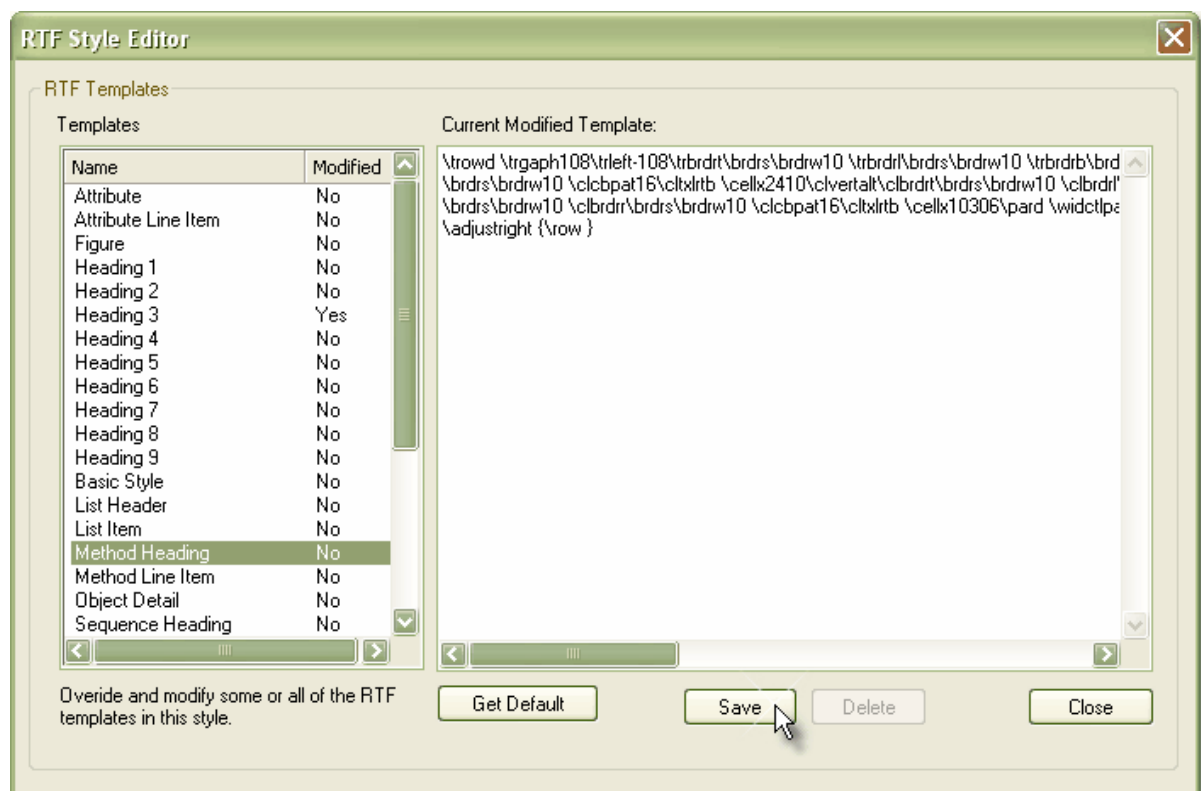 RTF Style Editor
RTF Templates
Templates
Name Modified
Attribute No
Attribute Line Item No
Figure No
Heading 1 No
Heading 2 No
Heading 3 Yes
Heading 4 No
Heading 5 No
Heading 6 No
Heading 7 No
Heading 8 No
Heading 9 No
Basic Style No
List Header No
List Item No
Method Heading No
Method Line Item No
Object Detail No
Sequence Heading No
Overide and modify some or all of the RTF
templates in this style.
Current Modified Template:
\trowd \trgaph108\trleft-108\trbrdrt\brdrs\brdrw10 \trbrdrl\brdrs\brdrw10 \trbrdrb\brd
\brdrs\brdrw10 \clcbpat16\cltxlrtb \cellx2410\clvertalt\clbrdrt\brdrs\brdrw10 \clbrdrl\
\brdrs\brdrw10 \clbrdrr\brdrs\brdrw10 \clcbpat16\cltxlrtb \cellx10306\pard \widctlpa
\adjustright {\row }
Get Default Save Delete Close